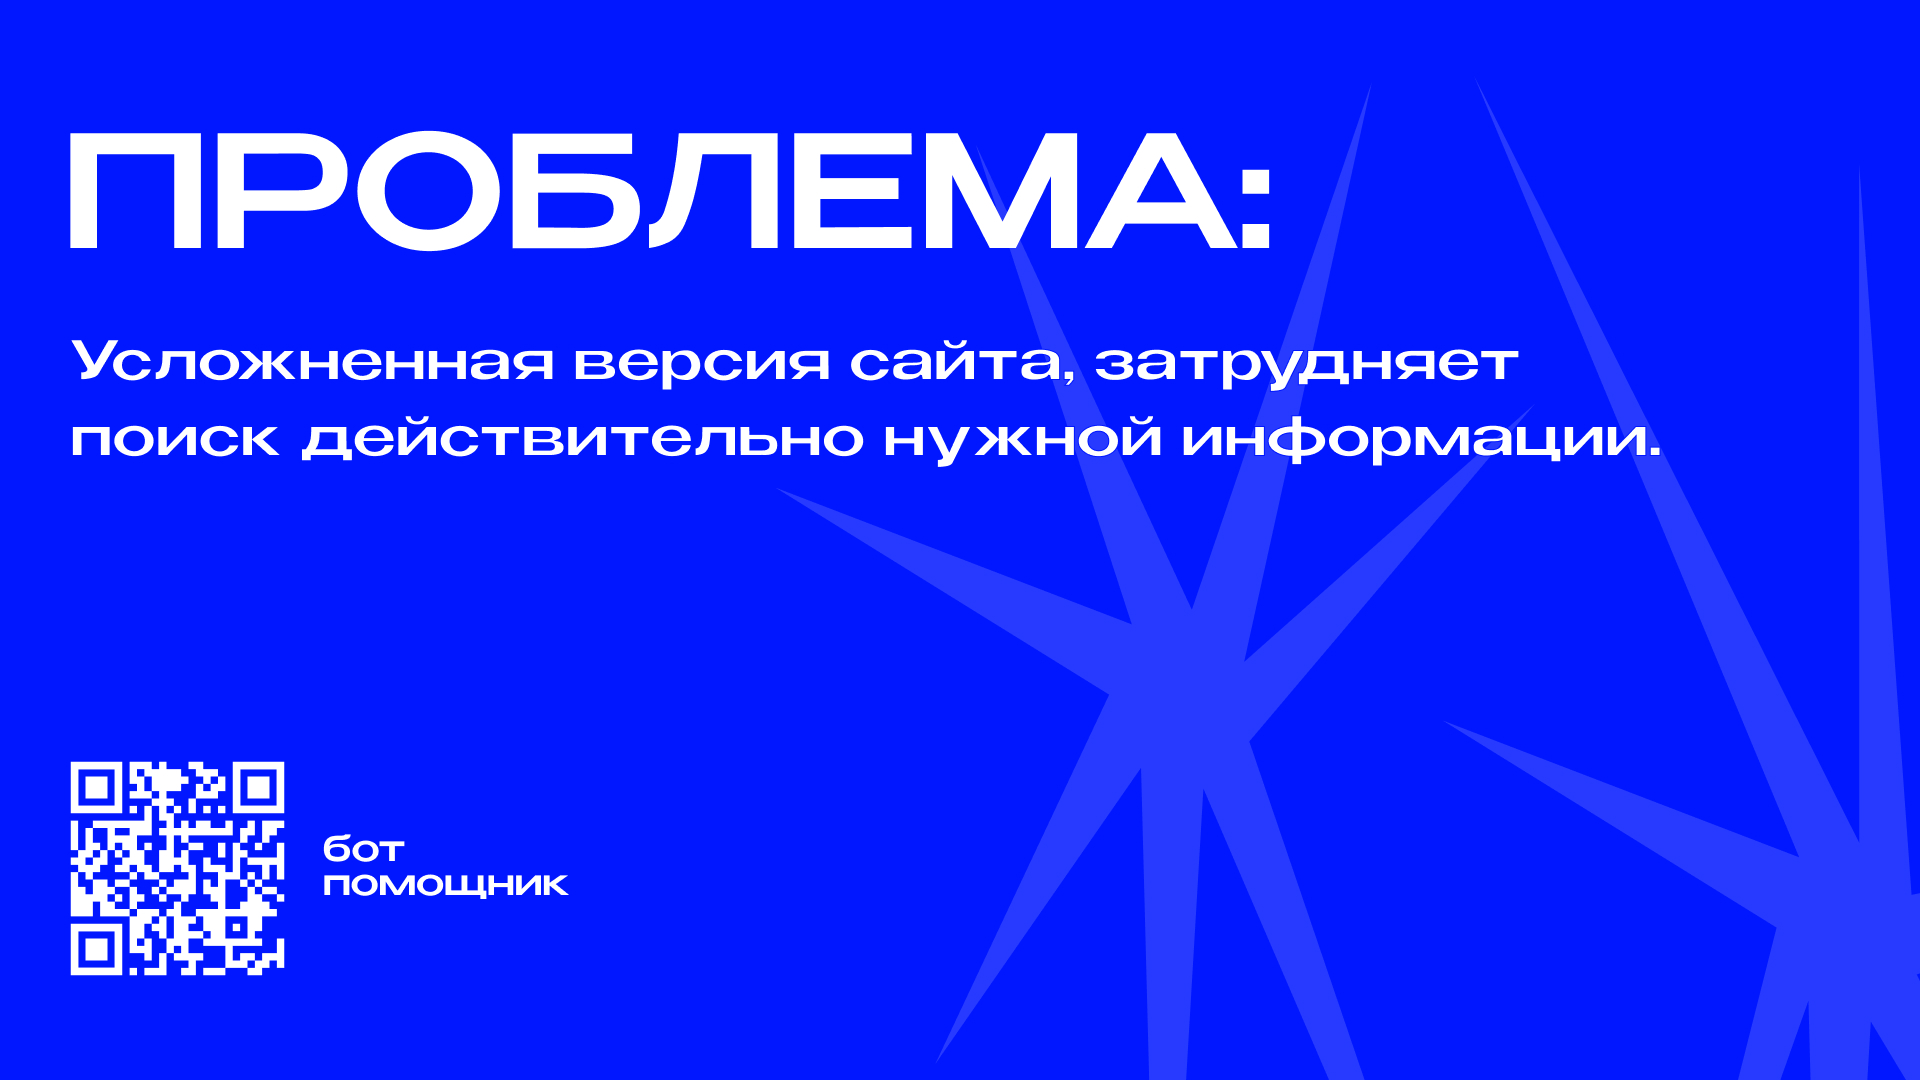 ПРОБЛЕМА:
Усложненная версия сайта, затрудняет
поиск действительно нужной информации.
бот
помощник